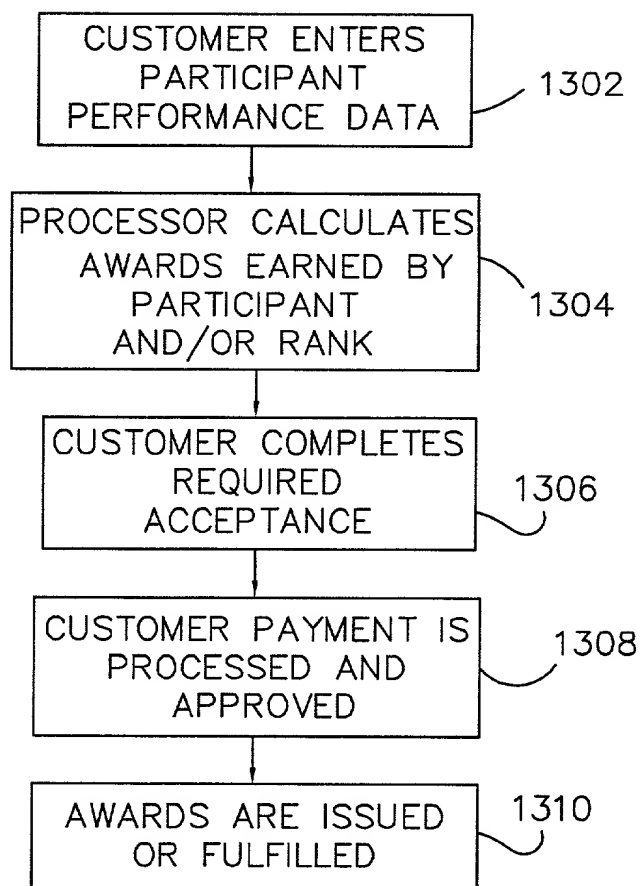 CUSTOMER ENTERS
PARTICIPANT
PERFORMANCE DATA
1302
PROCESSOR CALCULATES
AWARDS EARNED BY
PARTICIPANT
AND/OR RANK
1304
CUSTOMER COMPLETES
REQUIRED
ACCEPTANCE
1306
CUSTOMER PAYMENT IS
PROCESSED AND
APPROVED
1308
AWARDS ARE ISSUED
OR FULFILLED
1310